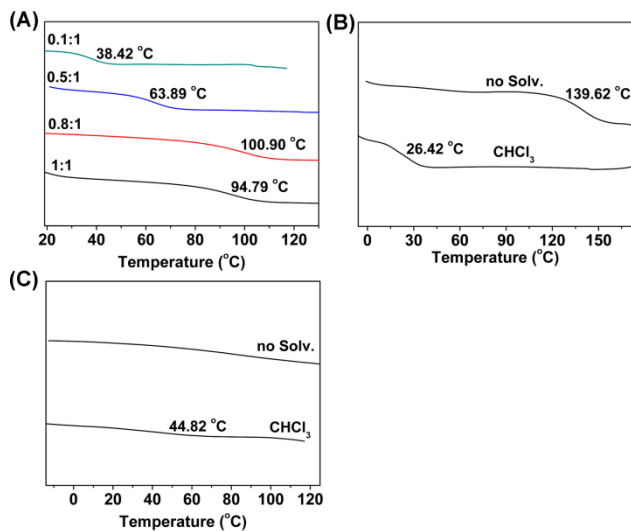 (A)
0.1:1
38.42 °C
0.5:1
63.89 °C
0.8:1
100.90 °C
1:1
94.79 °C
20 40 60 80 100 120
Temperature (°C)
(B)
no Solv.
139.62 °C
26.42 °C
CHCl₃
0 30 60 90 120 150
Temperature (°C)
(C)
no Solv.
44.82 °C
CHCl₃
0 20 40 60 80 100 120
Temperature (°C)